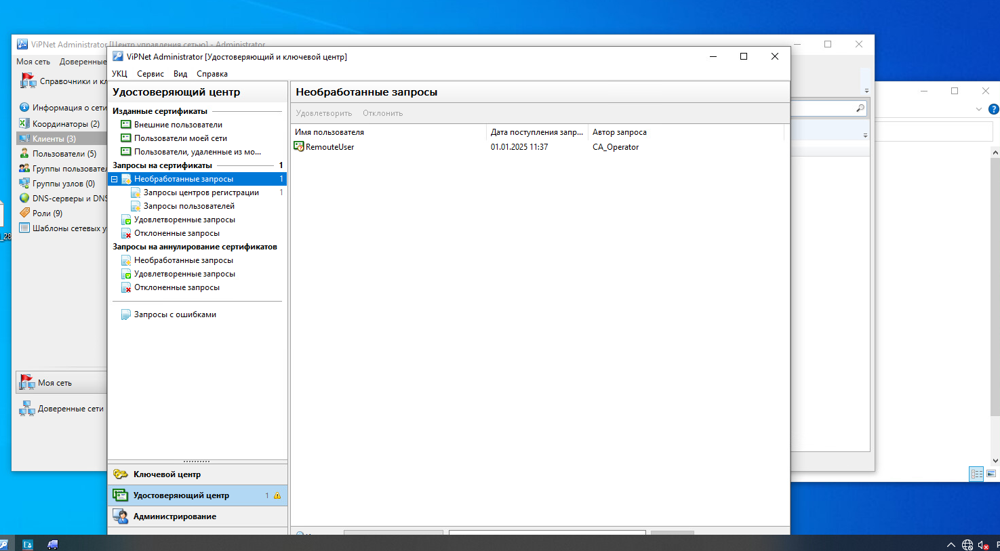 ViPNet Administrator [Центр управления сетью] - Administrator
Моя сеть Доверенные
Справочники и кл
Информация о сети
Координаторы (2)
Клиенты (3)
Пользователи (5)
Группы пользовател
Группы узлов (0)
DNS-серверы и DNS
Роли (9)
Шаблоны сетевых у
Моя сеть
Доверенные сети
_28
ViPNet Administrator [Удостоверяющий и ключевой центр]
УКЦ Сервис Вид Справка
Удостоверяющий центр
Изданные сертификаты
Внешние пользователи
Пользователи моей сети
Пользователи, удаленные из мо...
Запросы на сертификаты 1
Необработанные запросы 1
Запросы центров регистрации 1
Запросы пользователей
Удовлетворенные запросы
Отклоненные запросы
Запросы на аннулирование сертификатов
Необработанные запросы
Удовлетворенные запросы
Отклоненные запросы
Запросы с ошибками
Ключевой центр
Удостоверяющий центр 1
Администрирование
Необработанные запросы
Удовлетворить Отклонить
Имя пользователя Дата поступления запр... Автор запроса
RemouteUser 01.01.2025 11:37 CA_Operator